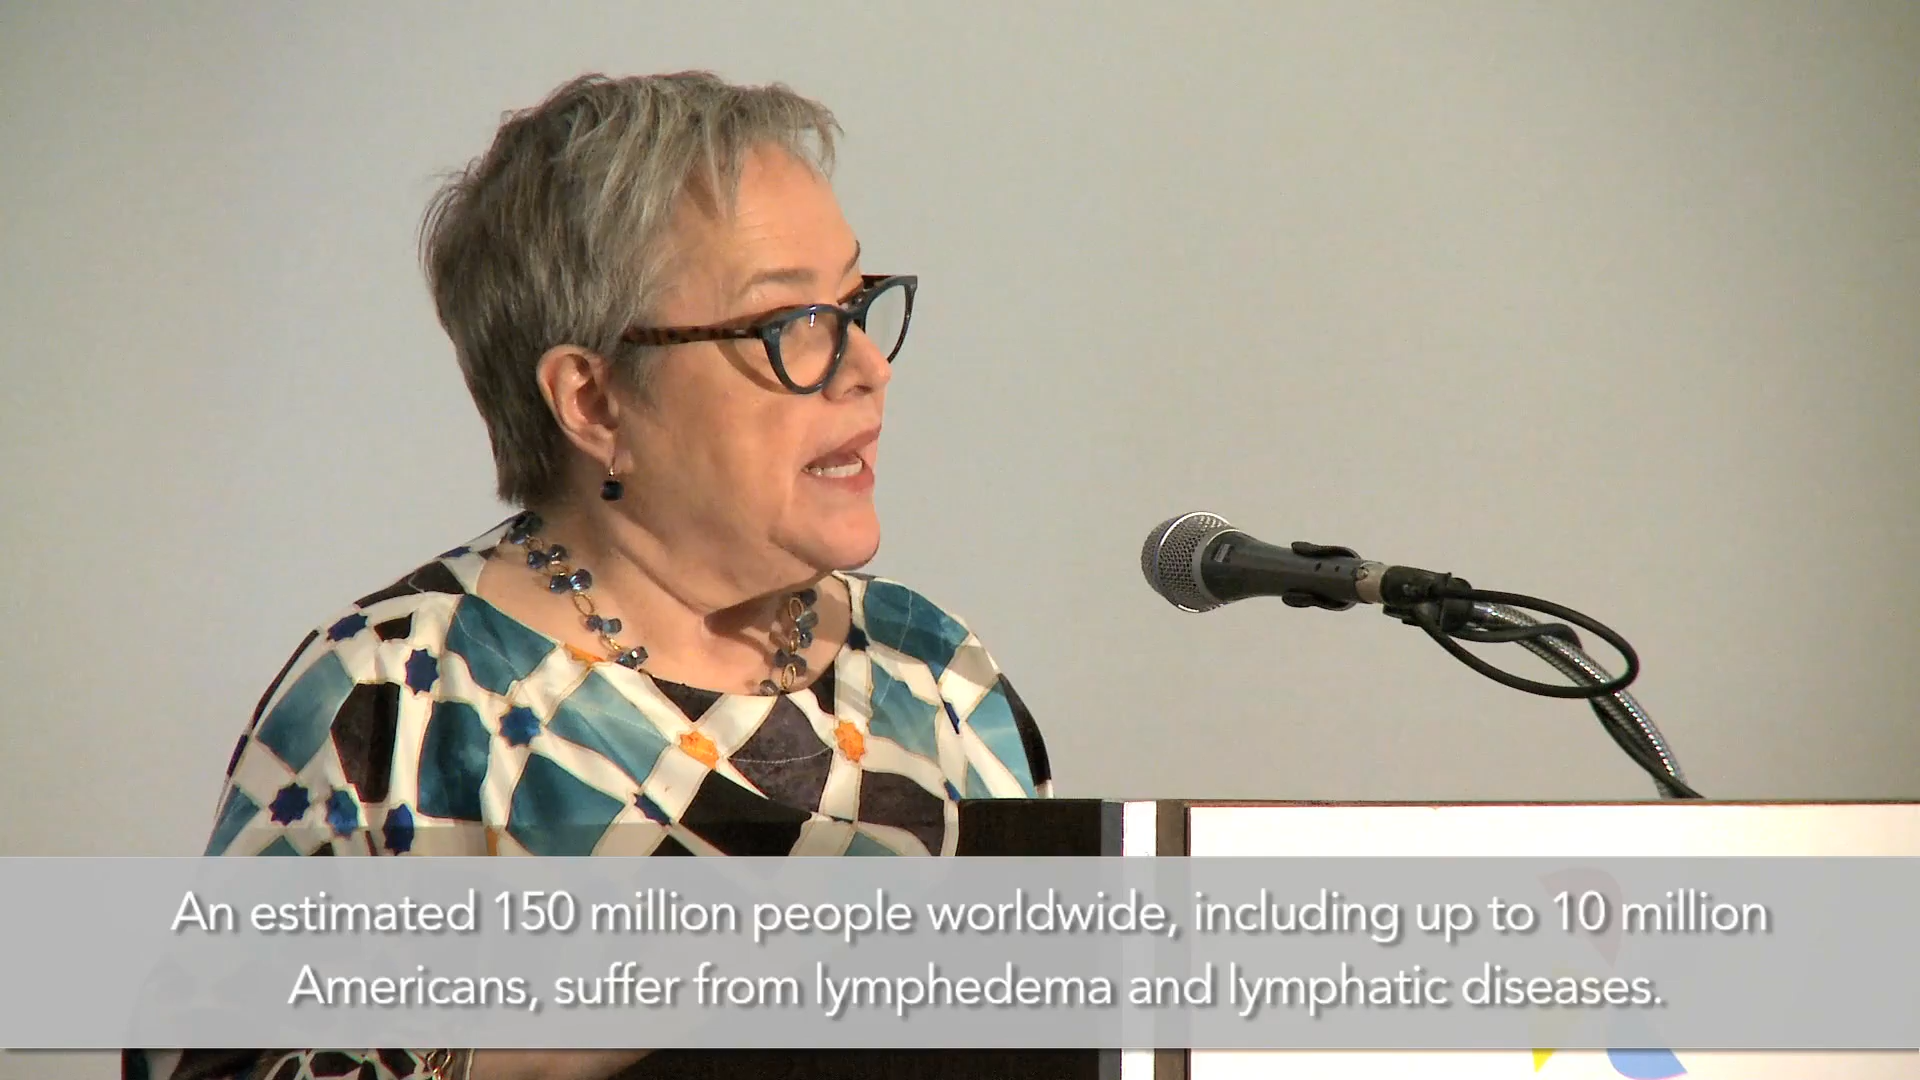 An estimated 150 million people worldwide, including up to 10 million
Americans, suffer from lymphedema and lymphatic diseases.